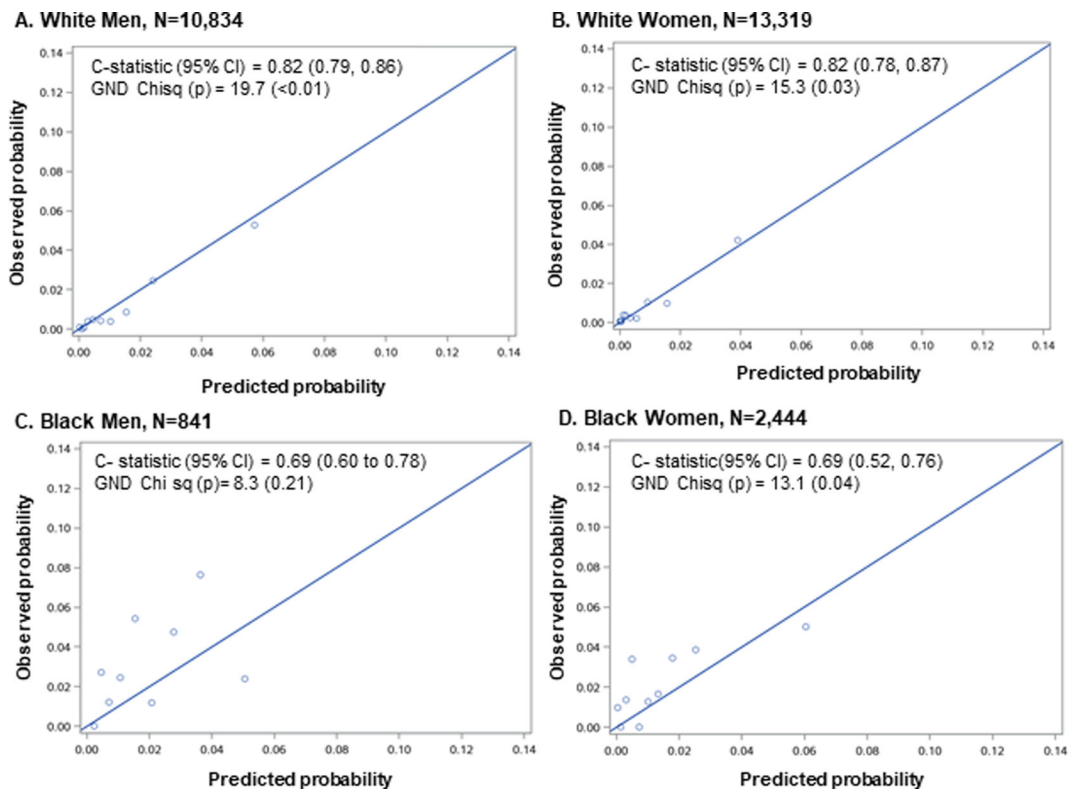 A. White Men, N=10,834
C-statistic (95% CI) = 0.82 (0.79, 0.86)
GND Chisq (p) = 19.7 (<0.01)
Observed probability
0.14
0.12
0.10
0.08
0.06
0.04
0.02
0.00
0.00 0.02 0.04 0.06 0.08 0.10 0.12 0.14
Predicted probability
B. White Women, N=13,319
C- statistic (95% CI) = 0.82 (0.78, 0.87)
GND Chisq (p) = 15.3 (0.03)
Observed probability
0.14
0.12
0.10
0.08
0.06
0.04
0.02
0.00
0.00 0.02 0.04 0.06 0.08 0.10 0.12 0.14
Predicted probability
C. Black Men, N=841
C- statistic (95% CI) = 0.69 (0.60 to 0.78)
GND Chi sq (p)= 8.3 (0.21)
Observed probability
0.14
0.12
0.10
0.08
0.06
0.04
0.02
0.00
0.00 0.02 0.04 0.06 0.08 0.10 0.12 0.14
Predicted probability
D. Black Women, N=2,444
C- statistic(95% CI) = 0.69 (0.52, 0.76)
GND Chisq (p) = 13.1 (0.04)
Observed probability
0.14
0.12
0.10
0.08
0.06
0.04
0.02
0.00
0.00 0.02 0.04 0.06 0.08 0.10 0.12 0.14
Predicted probability